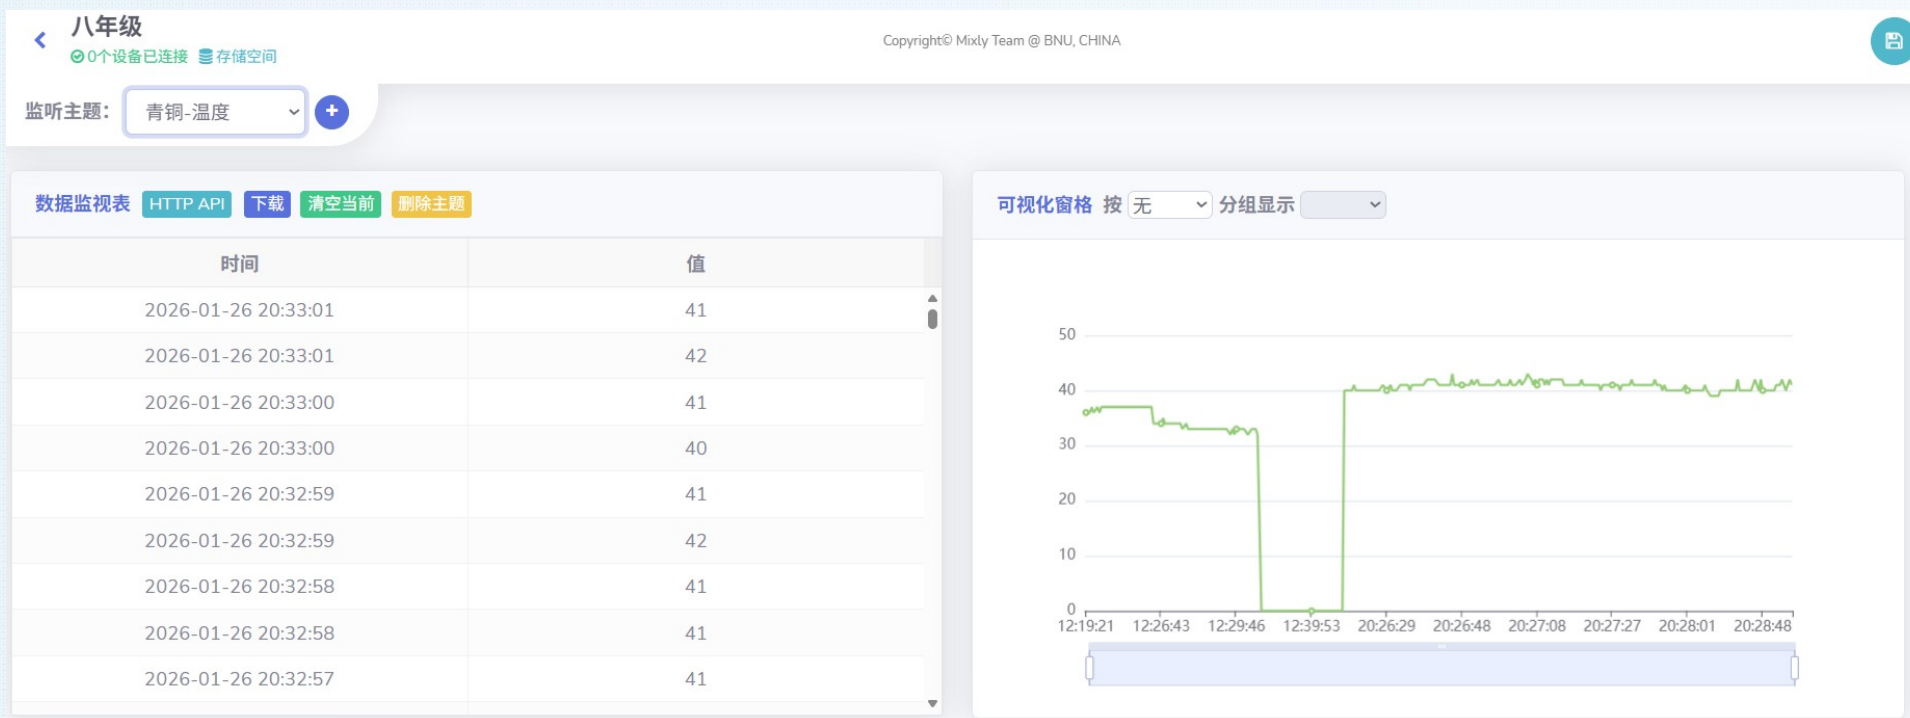 八年级
0个设备已连接 存储空间
Copyright© Mixly Team @ BNU, CHINA
监听主题： 青铜-温度
数据监视表 HTTP API 下载 清空当前 删除主题
时间 值
2026-01-26 20:33:01 41
2026-01-26 20:33:01 42
2026-01-26 20:33:00 41
2026-01-26 20:33:00 40
2026-01-26 20:32:59 41
2026-01-26 20:32:59 42
2026-01-26 20:32:58 41
2026-01-26 20:32:58 41
2026-01-26 20:32:57 41
可视化窗格 按 无 分组显示
50
40
30
20
10
0
12:19:21 12:26:43 12:29:46 12:39:53 20:26:29 20:26:48 20:27:08 20:27:27 20:28:01 20:28:48